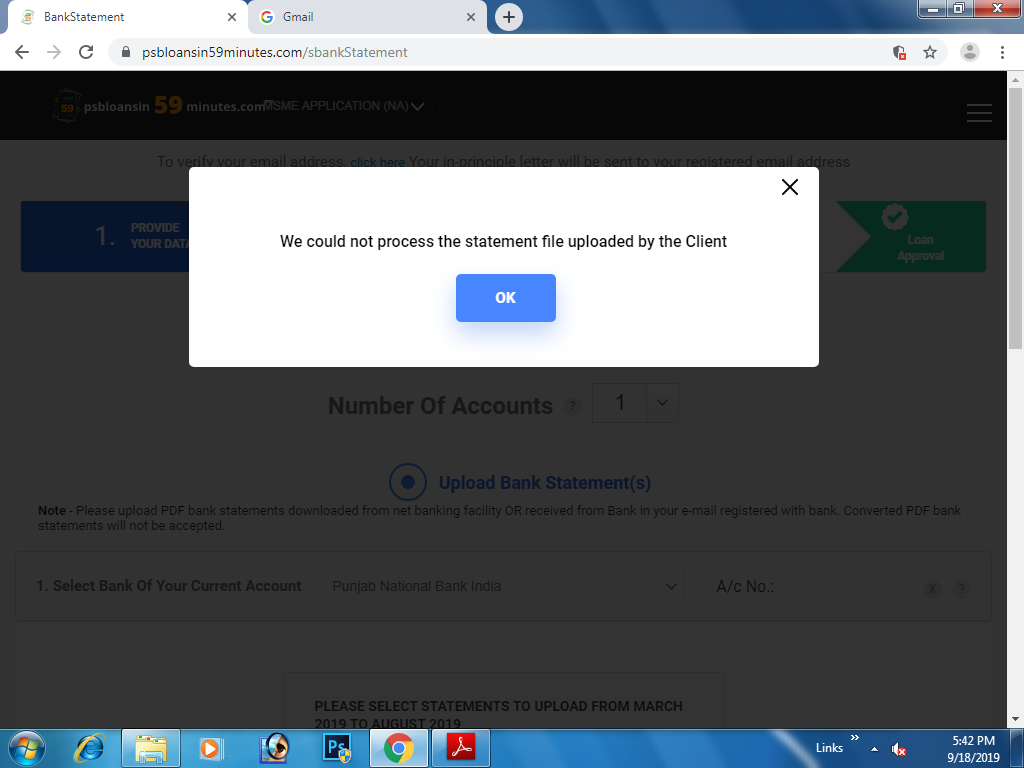 BankStatement
Gmail
psbloansin59minutes.com/sbankStatement
59 psbloansin 59 minutes.com
MSME APPLICATION (NA)
To verify your email address, click here Your in-principle letter will be sent to your registered email address
We could not process the statement file uploaded by the Client
OK
1. PROVIDE
YOUR DATA
Loan
Approval
Number Of Accounts ? 1
Upload Bank Statement(s)
Note - Please upload PDF bank statements downloaded from net banking facility OR received from Bank in your e-mail registered with bank. Converted PDF bank
statements will not be accepted.
1. Select Bank Of Your Current Account Punjab National Bank India A/c No.: X ?
PLEASE SELECT STATEMENTS TO UPLOAD FROM MARCH
2019 TO AUGUST 2019
Ps
Links
5:42 PM
9/18/2019